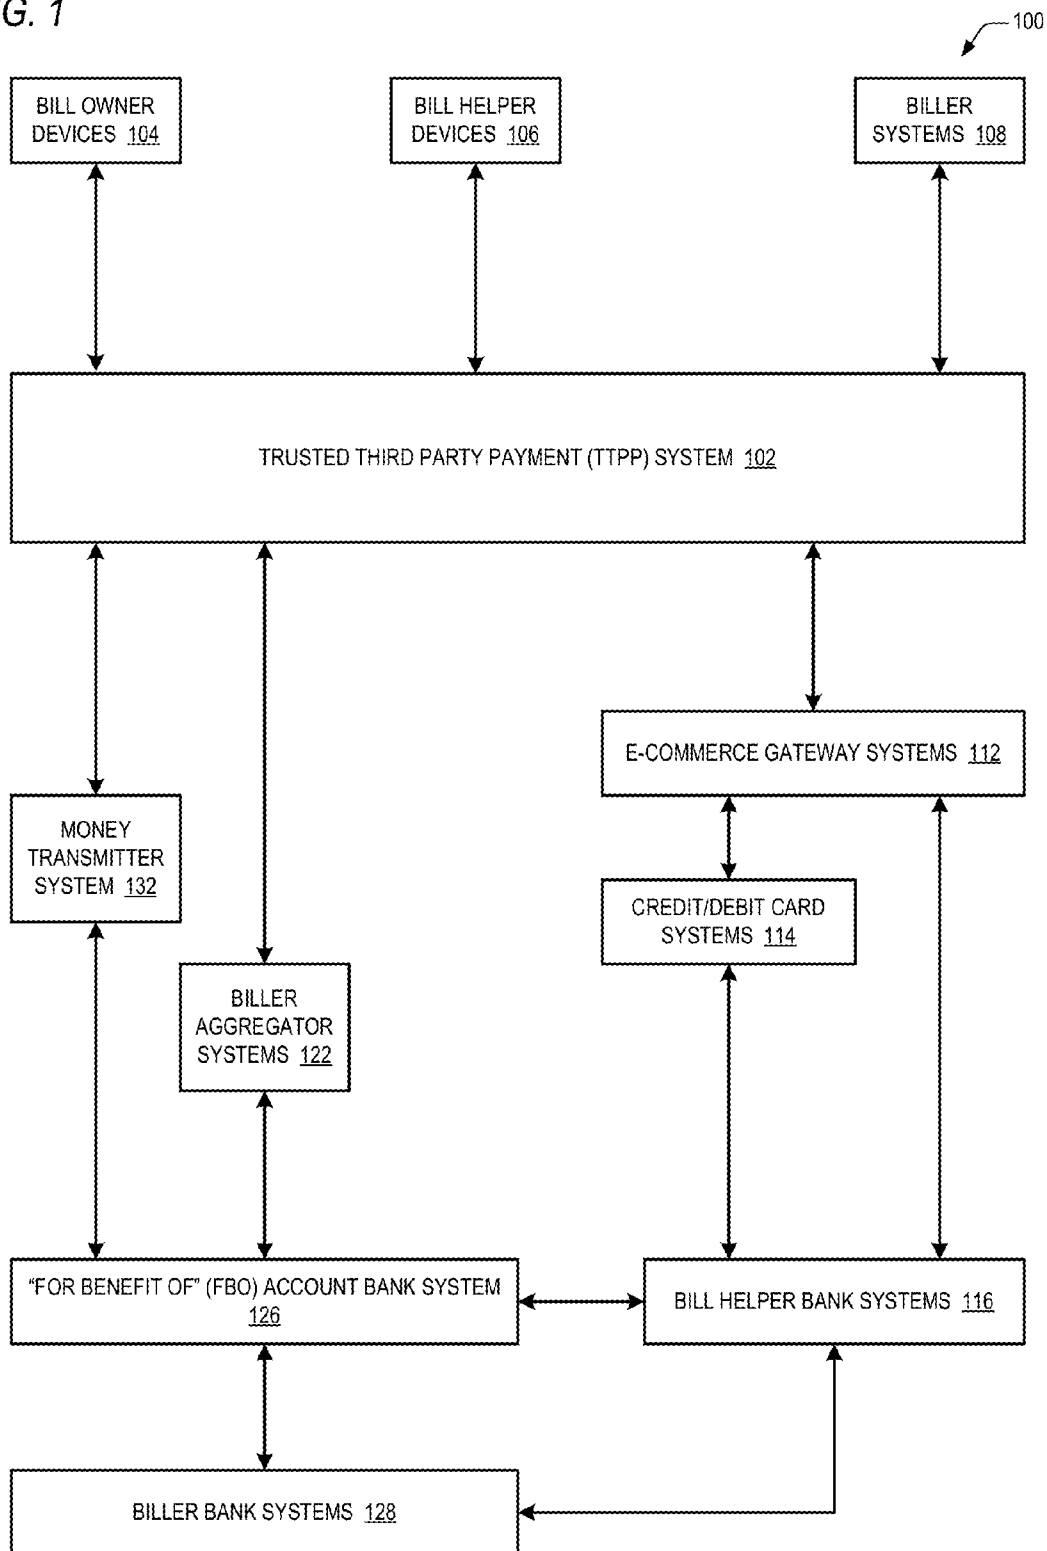 G. 1
100
BILL OWNER
DEVICES 104
BILL HELPER
DEVICES 106
BILLER
SYSTEMS 108
TRUSTED THIRD PARTY PAYMENT (TTPP) SYSTEM 102
E-COMMERCE GATEWAY SYSTEMS 112
MONEY
TRANSMITTER
SYSTEM 132
CREDIT/DEBIT CARD
SYSTEMS 114
BILLER
AGGREGATOR
SYSTEMS 122
“FOR BENEFIT OF” (FBO) ACCOUNT BANK SYSTEM
126
BILL HELPER BANK SYSTEMS 116
BILLER BANK SYSTEMS 128